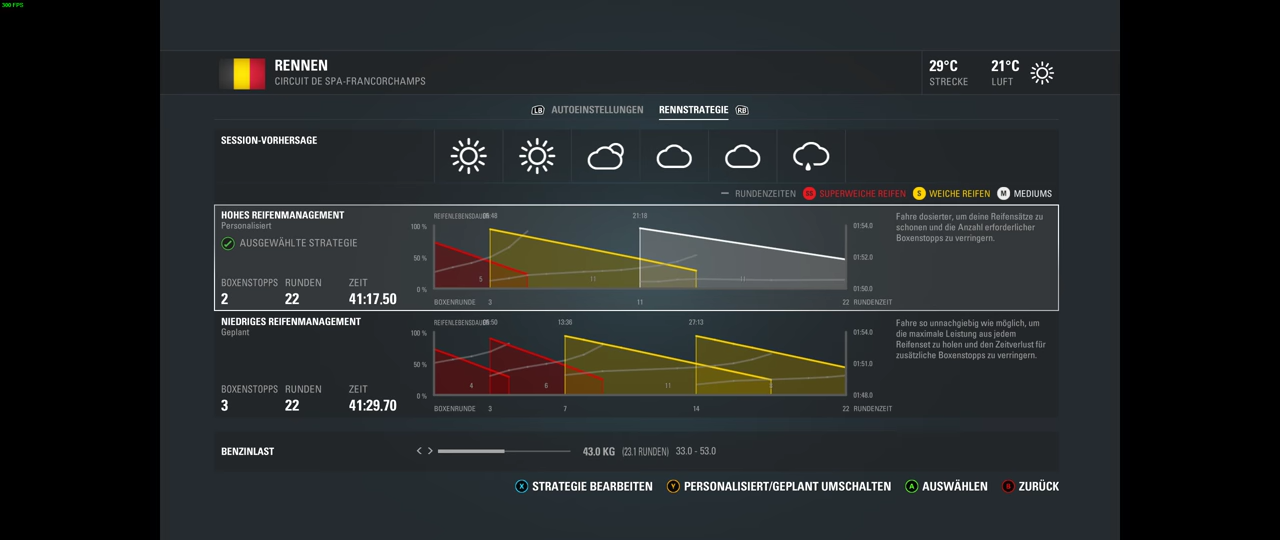 300 FPS
RENNEN
CIRCUIT DE SPA-FRANCORCHAMPS
29°C
STRECKE
21°C
LUFT
LB AUTOEINSTELLUNGEN RENNSTRATEGIE RB
SESSION-VORHERSAGE
RUNDENZEITEN SUPERWEICHE REIFEN S WEICHE REIFEN M MEDIUMS
HOHES REIFENMANAGEMENT
Personalisiert
AUSGEWÄHLTE STRATEGIE
BOXENSTOPPS RUNDEN ZEIT
2 22 41:17.50
21:18
100 %
50 %
0 %
5 11 11
BOXENRUNDE 3 11 22 RUNDENZEIT
01:54.0
01:52.0
01:50.0
Fahre dosierter, um deine Reifensätze zu
schonen und die Anzahl erforderlicher
Boxenstopps zu verringern.
NIEDRIGES REIFENMANAGEMENT
Geplant
BOXENSTOPPS RUNDEN ZEIT
3 22 41:29.70
13:36 27:13
100 %
50 %
0 %
4 6 11
BOXENRUNDE 3 7 14 22 RUNDENZEIT
01:54.0
01:51.0
01:48.0
Fahre so unnachgiebig wie möglich, um
die maximale Leistung aus jedem
Reifenset zu holen und den Zeitverlust für
zusätzliche Boxenstopps zu verringern.
BENZINLAST 43.0 KG (23.1 RUNDEN) 33.0 - 53.0
X STRATEGIE BEARBEITEN Y PERSONALISIERT/GEPLANT UMSCHALTEN A AUSWÄHLEN B ZURÜCK